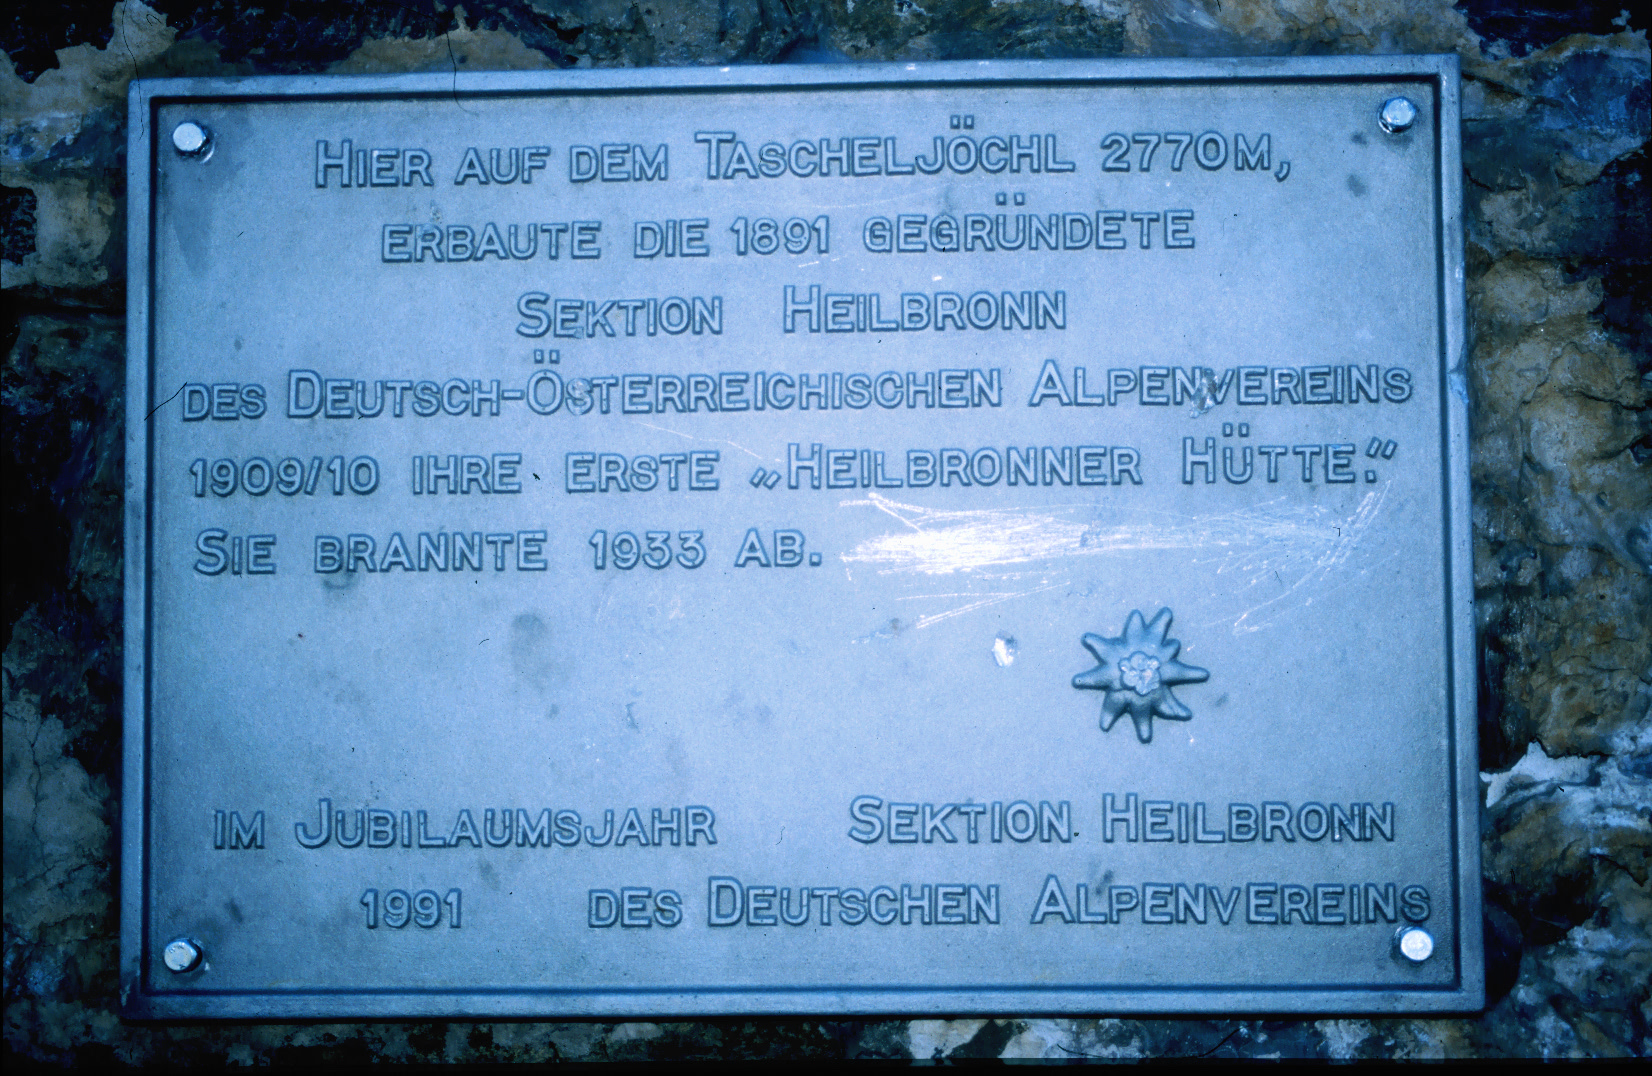 HIER AUF DEM TASCHELJÖCHL 2770M,
ERBAUTE DIE 1891 GEGRÜNDETE
SEKTION HEILBRONN
DES DEUTSCH-ÖSTERREICHISCHEN ALPENVEREINS
1909/10 IHRE ERSTE „HEILBRONNER HÜTTE.“
SIE BRANNTE 1933 AB.
IM JUBILAUMSJAHR SEKTION HEILBRONN
1991 DES DEUTSCHEN ALPENVEREINS